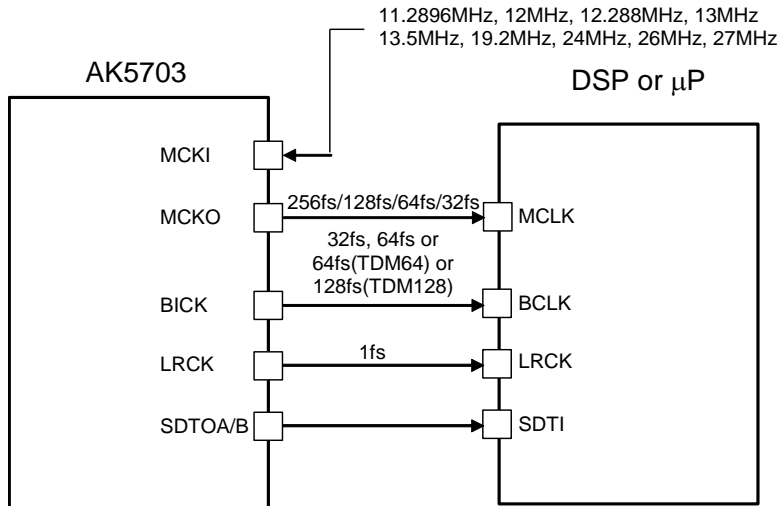 11.2896MHz, 12MHz, 12.288MHz, 13MHz
13.5MHz, 19.2MHz, 24MHz, 26MHz, 27MHz
AK5703
DSP or μP
MCKI
MCKO
256fs/128fs/64fs/32fs
MCLK
32fs, 64fs or
64fs(TDM64) or
128fs(TDM128)
BICK
BCLK
LRCK
1fs
LRCK
SDTOA/B
SDTI